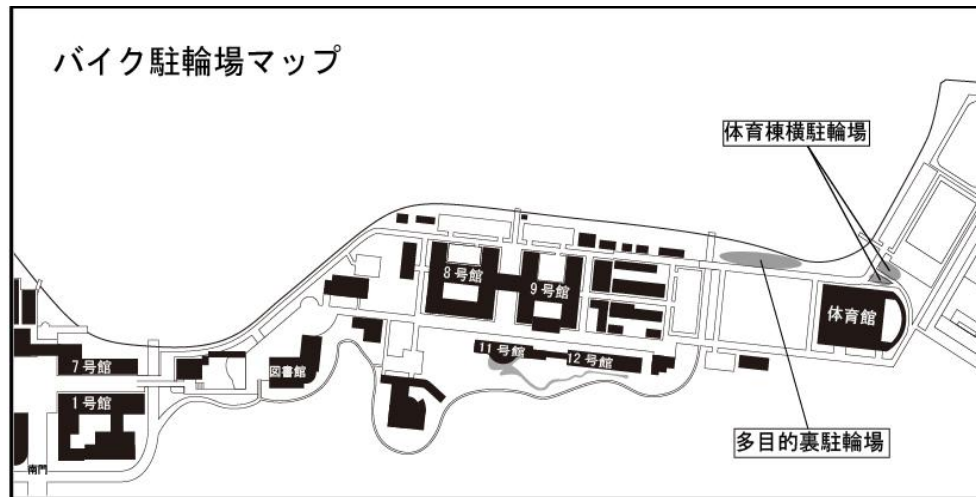 バイク駐輪場マップ
体育棟横駐輪場
8号館
9号館
体育館
11号館
12号館
図書館
7号館
1号館
多目的裏駐輪場
南門